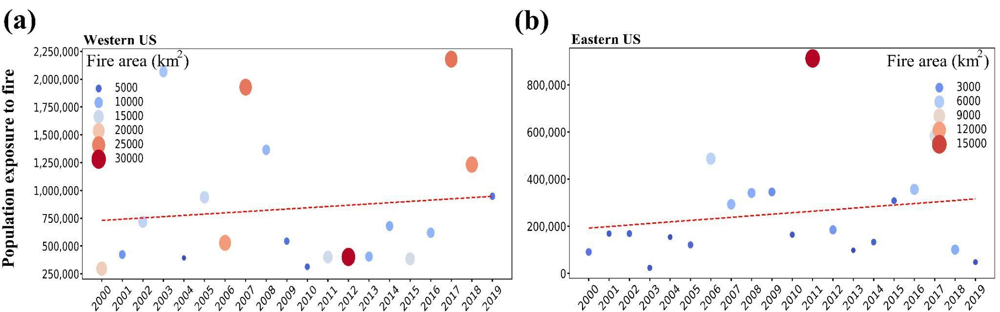 (a)
Western US
Population exposure to fire
Fire area (km2)
5000
10000
15000
20000
25000
30000
2,250,000
2,000,000
1,750,000
1,500,000
1,250,000
1,000,000
750,000
500,000
250,000
2000 2001 2002 2003 2004 2005 2006 2007 2008 2009 2010 2011 2012 2013 2014 2015 2016 2017 2018 2019
(b)
Eastern US
Fire area (km2)
3000
6000
9000
12000
15000
800,000
600,000
400,000
200,000
0
2000 2001 2002 2003 2004 2005 2006 2007 2008 2009 2010 2011 2012 2013 2014 2015 2016 2017 2018 2019